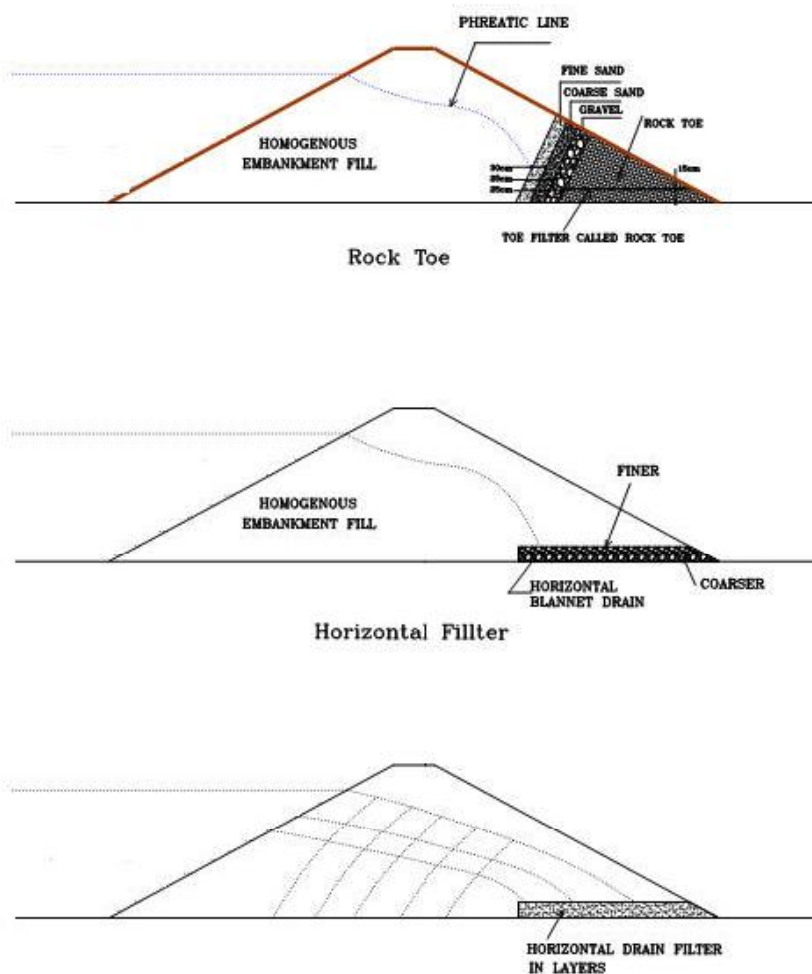 PHREATIC LINE
FINE SAND
COARSE SAND
GRAVEL
ROCK TOE
HOMOGENOUS
EMBANKMENT FILL
15cm
TOE FILTER CALLED ROCK TOE
Rock Toe
FINER
HOMOGENOUS
EMBANKMENT FILL
HORIZONTAL
BLANNET DRAIN
COARSER
Horizontal Fillter
HORIZONTAL DRAIN FILTER
IN LAYERS